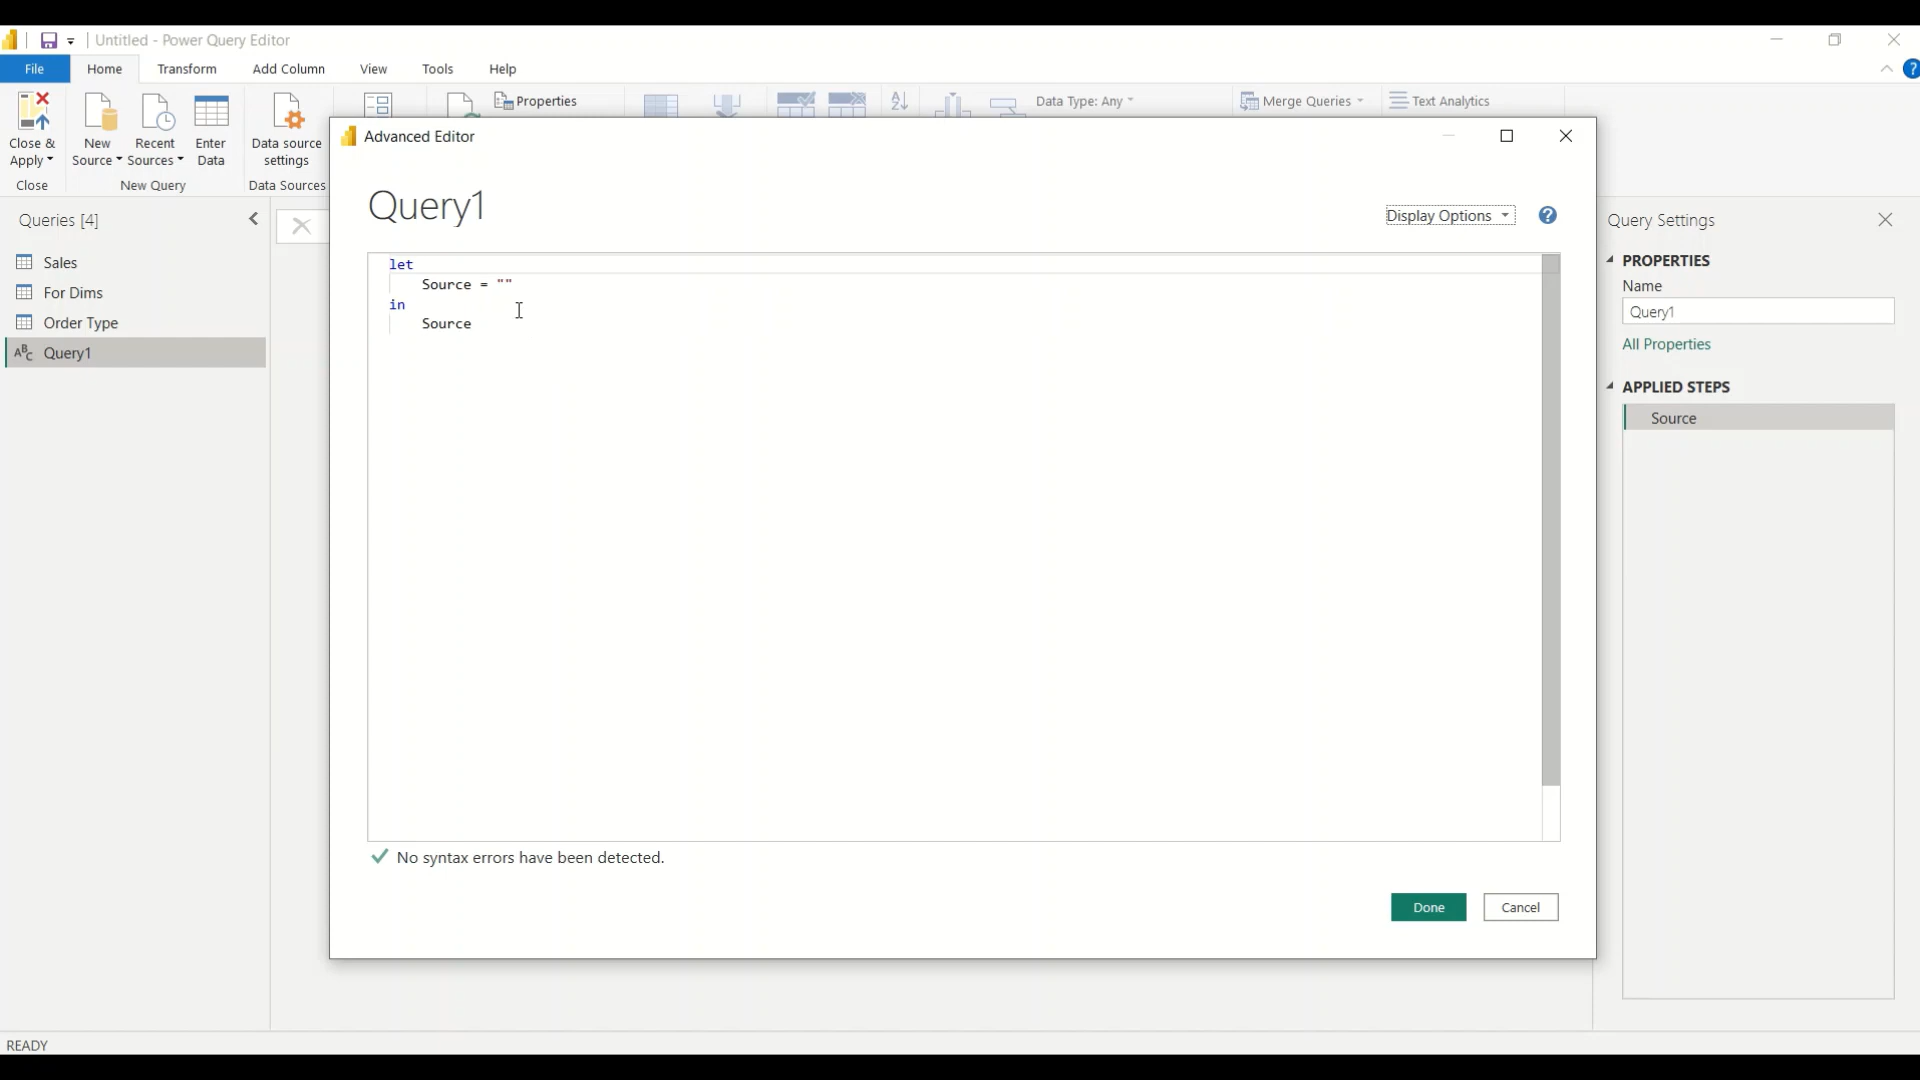 Untitled - Power Query Editor
File Home Transform Add Column View Tools Help
Properties
Data Type: Any
Merge Queries
Text Analytics
Close &
Apply
New
Source
Recent
Sources
Enter
Data
Data source
settings
Close
New Query
Data Sources
Advanced Editor
Query1
Display Options
?
Queries [4]
Sales
For Dims
Order Type
Query1
let
Source = ""
in
Source
No syntax errors have been detected.
Done
Cancel
Query Settings
PROPERTIES
Name
Query1
All Properties
APPLIED STEPS
Source
READY